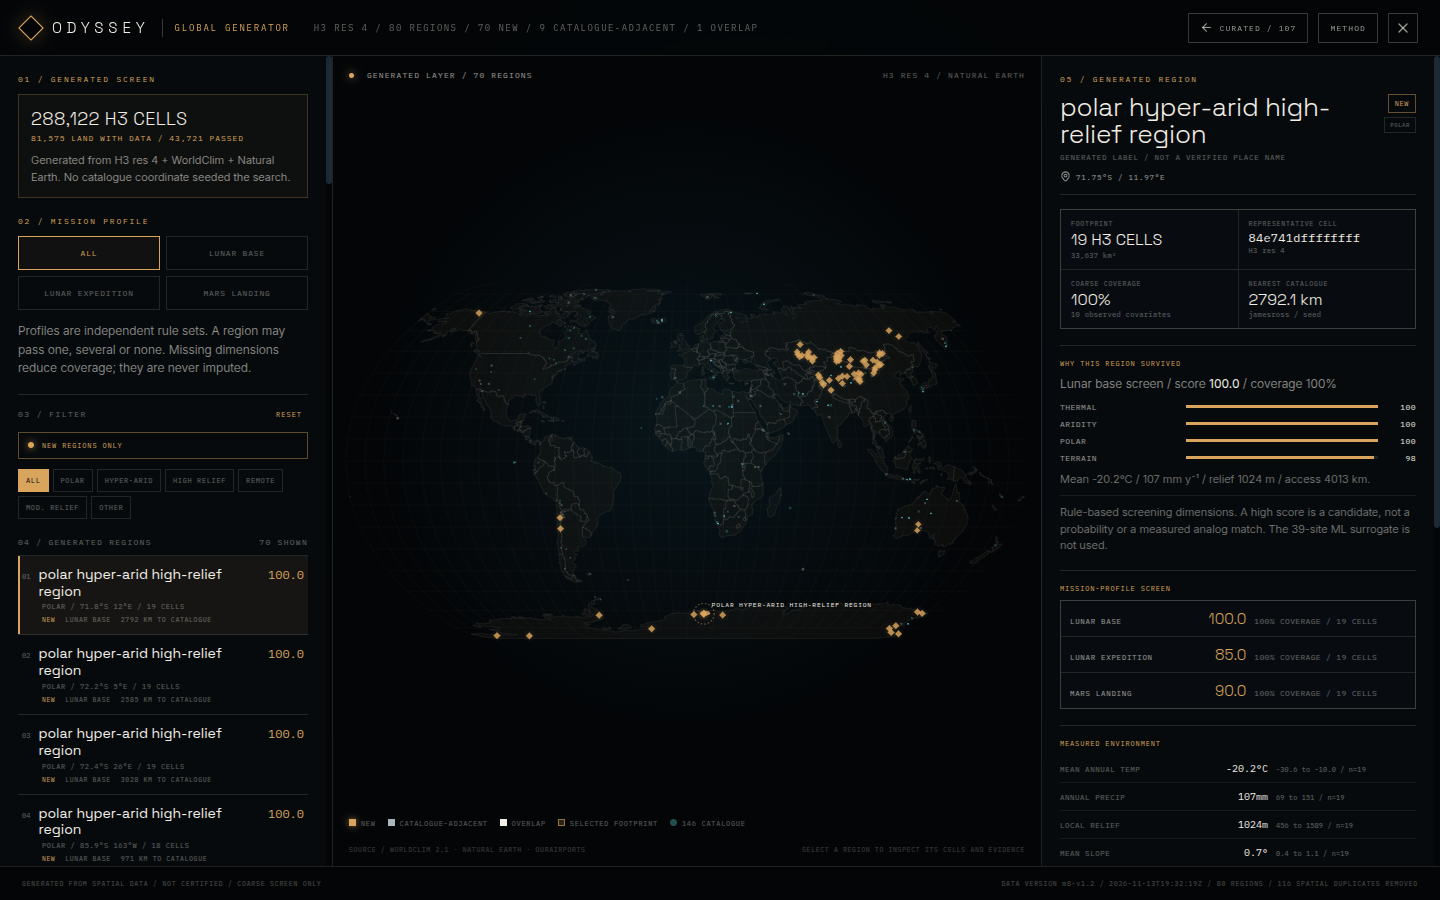 ODYSSEY
GLOBAL GENERATOR
H3 RES 4 / 80 REGIONS / 70 NEW / 9 CATALOGUE-ADJACENT / 1 OVERLAP
CURATED / 107
METHOD
01 / GENERATED SCREEN
288,122 H3 CELLS
81,575 LAND WITH DATA / 43,721 PASSED
Generated from H3 res 4 + WorldClim + Natural
Earth. No catalogue coordinate seeded the search.
02 / MISSION PROFILE
ALL
LUNAR BASE
LUNAR EXPEDITION
MARS LANDING
Profiles are independent rule sets. A region may
pass one, several or none. Missing dimensions
reduce coverage; they are never imputed.
03 / FILTER
RESET
NEW REGIONS ONLY
ALL
POLAR
HYPER-ARID
HIGH RELIEF
REMOTE
MOD. RELIEF
OTHER
04 / GENERATED REGIONS
70 SHOWN
01
polar hyper-arid high-relief
region
100.0
POLAR / 71.8°S 12°E / 19 CELLS
NEW LUNAR BASE 2792 KM TO CATALOGUE
02
polar hyper-arid high-relief
region
100.0
POLAR / 72.2°S 5°E / 19 CELLS
NEW LUNAR BASE 2585 KM TO CATALOGUE
03
polar hyper-arid high-relief
region
100.0
POLAR / 72.4°S 26°E / 19 CELLS
NEW LUNAR BASE 3028 KM TO CATALOGUE
04
polar hyper-arid high-relief
region
100.0
POLAR / 85.9°S 163°W / 18 CELLS
NEW LUNAR BASE 971 KM TO CATALOGUE
GENERATED LAYER / 70 REGIONS
H3 RES 4 / NATURAL EARTH
POLAR HYPER-ARID HIGH-RELIEF REGION
NEW
CATALOGUE-ADJACENT
OVERLAP
SELECTED FOOTPRINT
146 CATALOGUE
SOURCE / WORLDCLIM 2.1 · NATURAL EARTH · OURAIRPORTS
SELECT A REGION TO INSPECT ITS CELLS AND EVIDENCE
05 / GENERATED REGION
polar hyper-arid high-
relief region
NEW
POLAR
GENERATED LABEL / NOT A VERIFIED PLACE NAME
71.75°S / 11.97°E
FOOTPRINT
19 H3 CELLS
33,637 km²
REPRESENTATIVE CELL
84e741dffffffff
H3 res 4
COARSE COVERAGE
100%
10 observed covariates
NEAREST CATALOGUE
2792.1 km
jamesross / seed
WHY THIS REGION SURVIVED
Lunar base screen / score 100.0 / coverage 100%
THERMAL 100
ARIDITY 100
POLAR 100
TERRAIN 98
Mean -20.2°C / 107 mm y⁻¹ / relief 1024 m / access 4013 km.
Rule-based screening dimensions. A high score is a candidate, not a
probability or a measured analog match. The 39-site ML surrogate is
not used.
MISSION-PROFILE SCREEN
LUNAR BASE 100.0 100% COVERAGE / 19 CELLS
LUNAR EXPEDITION 85.0 100% COVERAGE / 19 CELLS
MARS LANDING 90.0 100% COVERAGE / 19 CELLS
MEASURED ENVIRONMENT
MEAN ANNUAL TEMP -20.2°C -30.6 to -10.0 / n=19
ANNUAL PRECIP 107mm 69 to 151 / n=19
LOCAL RELIEF 1024m 456 to 1589 / n=19
MEAN SLOPE 0.7° 0.4 to 1.1 / n=19
GENERATED FROM SPATIAL DATA / NOT CERTIFIED / COARSE SCREEN ONLY
DATA VERSION m8-v1.2 / 2026-11-13T19:32:19Z / 80 REGIONS / 116 SPATIAL DUPLICATES REMOVED